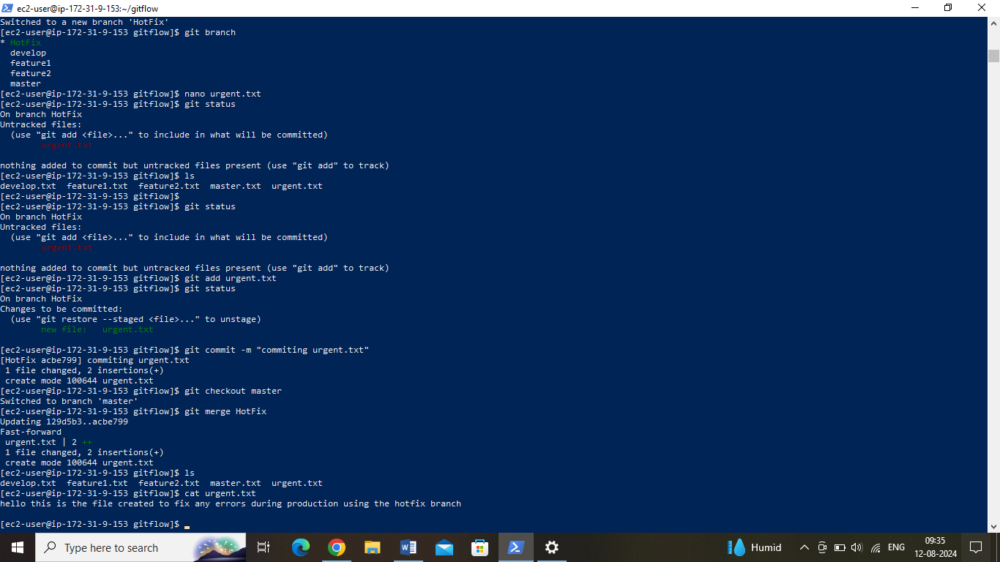 ec2-user@ip-172-31-9-153:~/gitflow
Switched to a new branch 'HotFix'
[ec2-user@ip-172-31-9-153 gitflow]$ git branch
* HotFix
  develop
  feature1
  feature2
  master
[ec2-user@ip-172-31-9-153 gitflow]$ nano urgent.txt
[ec2-user@ip-172-31-9-153 gitflow]$ git status
On branch HotFix
Untracked files:
  (use "git add <file>..." to include in what will be committed)
        urgent.txt
nothing added to commit but untracked files present (use "git add" to track)
[ec2-user@ip-172-31-9-153 gitflow]$ ls
develop.txt  feature1.txt  feature2.txt  master.txt  urgent.txt
[ec2-user@ip-172-31-9-153 gitflow]$
[ec2-user@ip-172-31-9-153 gitflow]$ git status
On branch HotFix
Untracked files:
  (use "git add <file>..." to include in what will be committed)
        urgent.txt
nothing added to commit but untracked files present (use "git add" to track)
[ec2-user@ip-172-31-9-153 gitflow]$ git add urgent.txt
[ec2-user@ip-172-31-9-153 gitflow]$ git status
On branch HotFix
Changes to be committed:
  (use "git restore --staged <file>..." to unstage)
        new file:   urgent.txt
[ec2-user@ip-172-31-9-153 gitflow]$ git commit -m "commiting urgent.txt"
[HotFix acbe799] commiting urgent.txt
 1 file changed, 2 insertions(+)
 create mode 100644 urgent.txt
[ec2-user@ip-172-31-9-153 gitflow]$ git checkout master
Switched to branch 'master'
[ec2-user@ip-172-31-9-153 gitflow]$ git merge HotFix
Updating 129d5b3..acbe799
Fast-forward
 urgent.txt | 2 ++
 1 file changed, 2 insertions(+)
 create mode 100644 urgent.txt
[ec2-user@ip-172-31-9-153 gitflow]$ ls
develop.txt  feature1.txt  feature2.txt  master.txt  urgent.txt
[ec2-user@ip-172-31-9-153 gitflow]$ cat urgent.txt
hello this is the file created to fix any errors during production using the hotfix branch
[ec2-user@ip-172-31-9-153 gitflow]$
Type here to search
Humid
ENG
09:35
12-08-2024